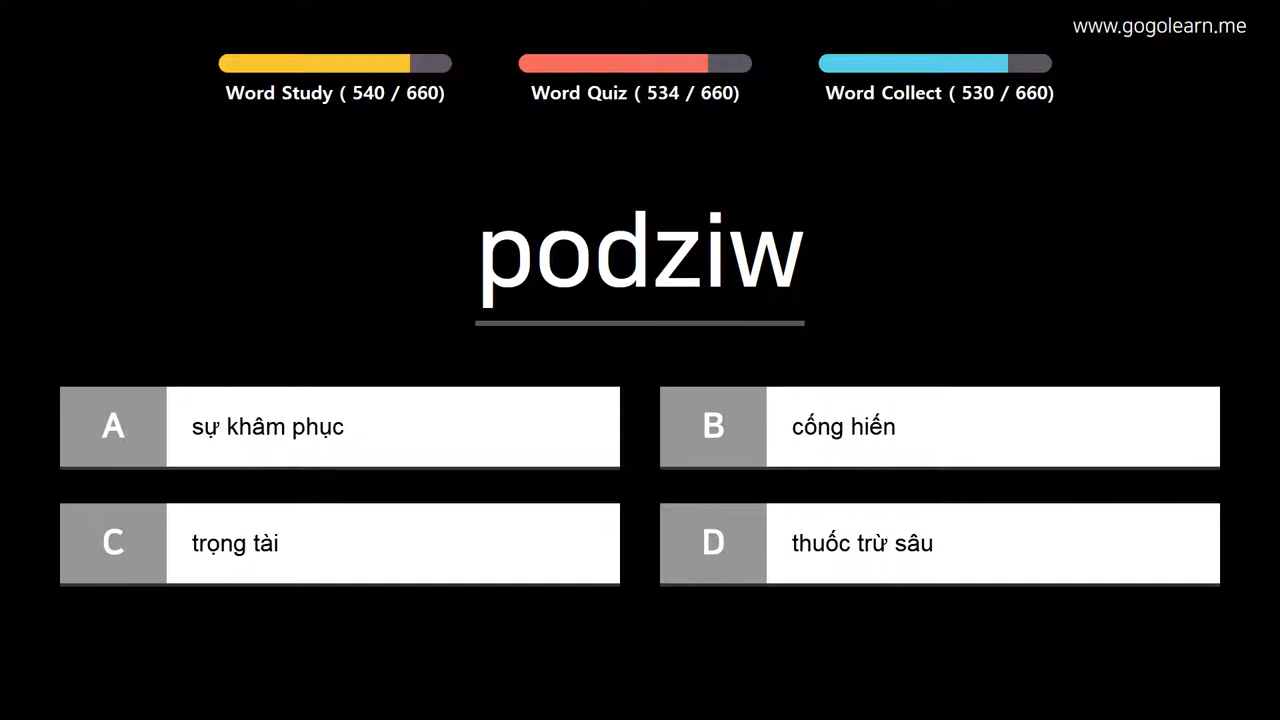 www.gogolearn.me
Word Study ( 540 / 660)
Word Quiz ( 534 / 660)
Word Collect ( 530 / 660)
podziw
A
sự khâm phục
B
cống hiến
C
trọng tài
D
thuốc trừ sâu